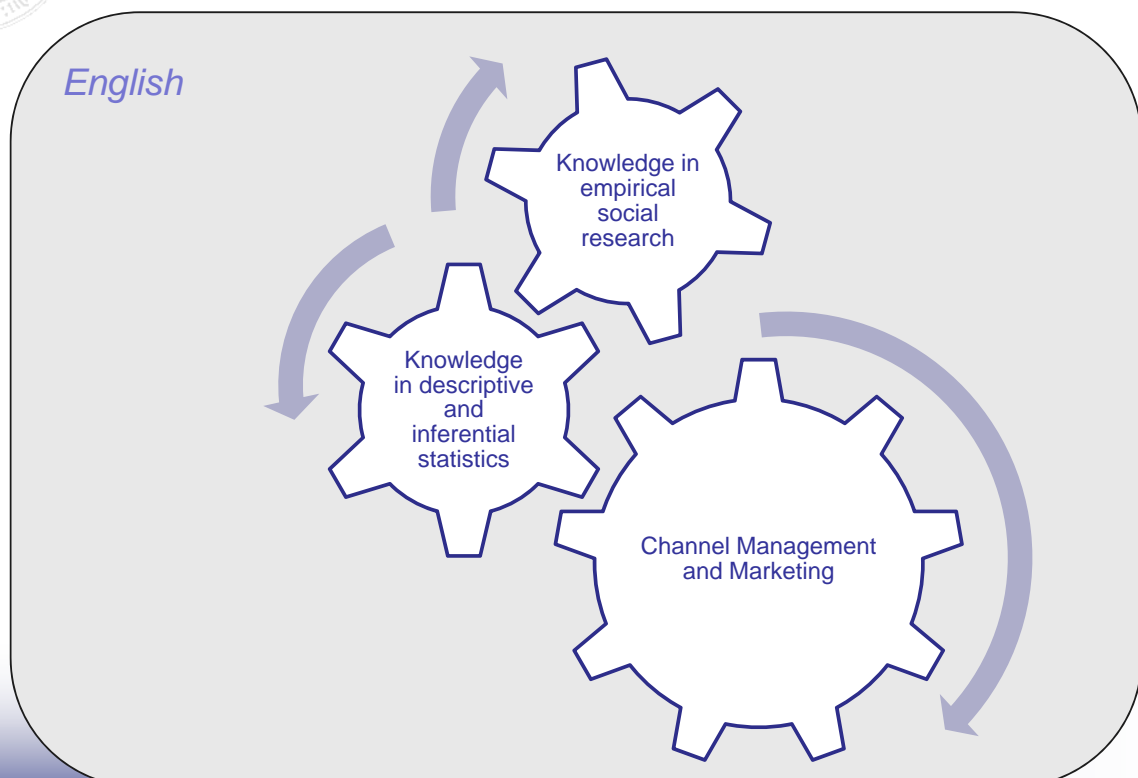 English
Knowledge in
empirical
social
research
Knowledge
in descriptive
and
inferential
statistics
Channel Management
and Marketing